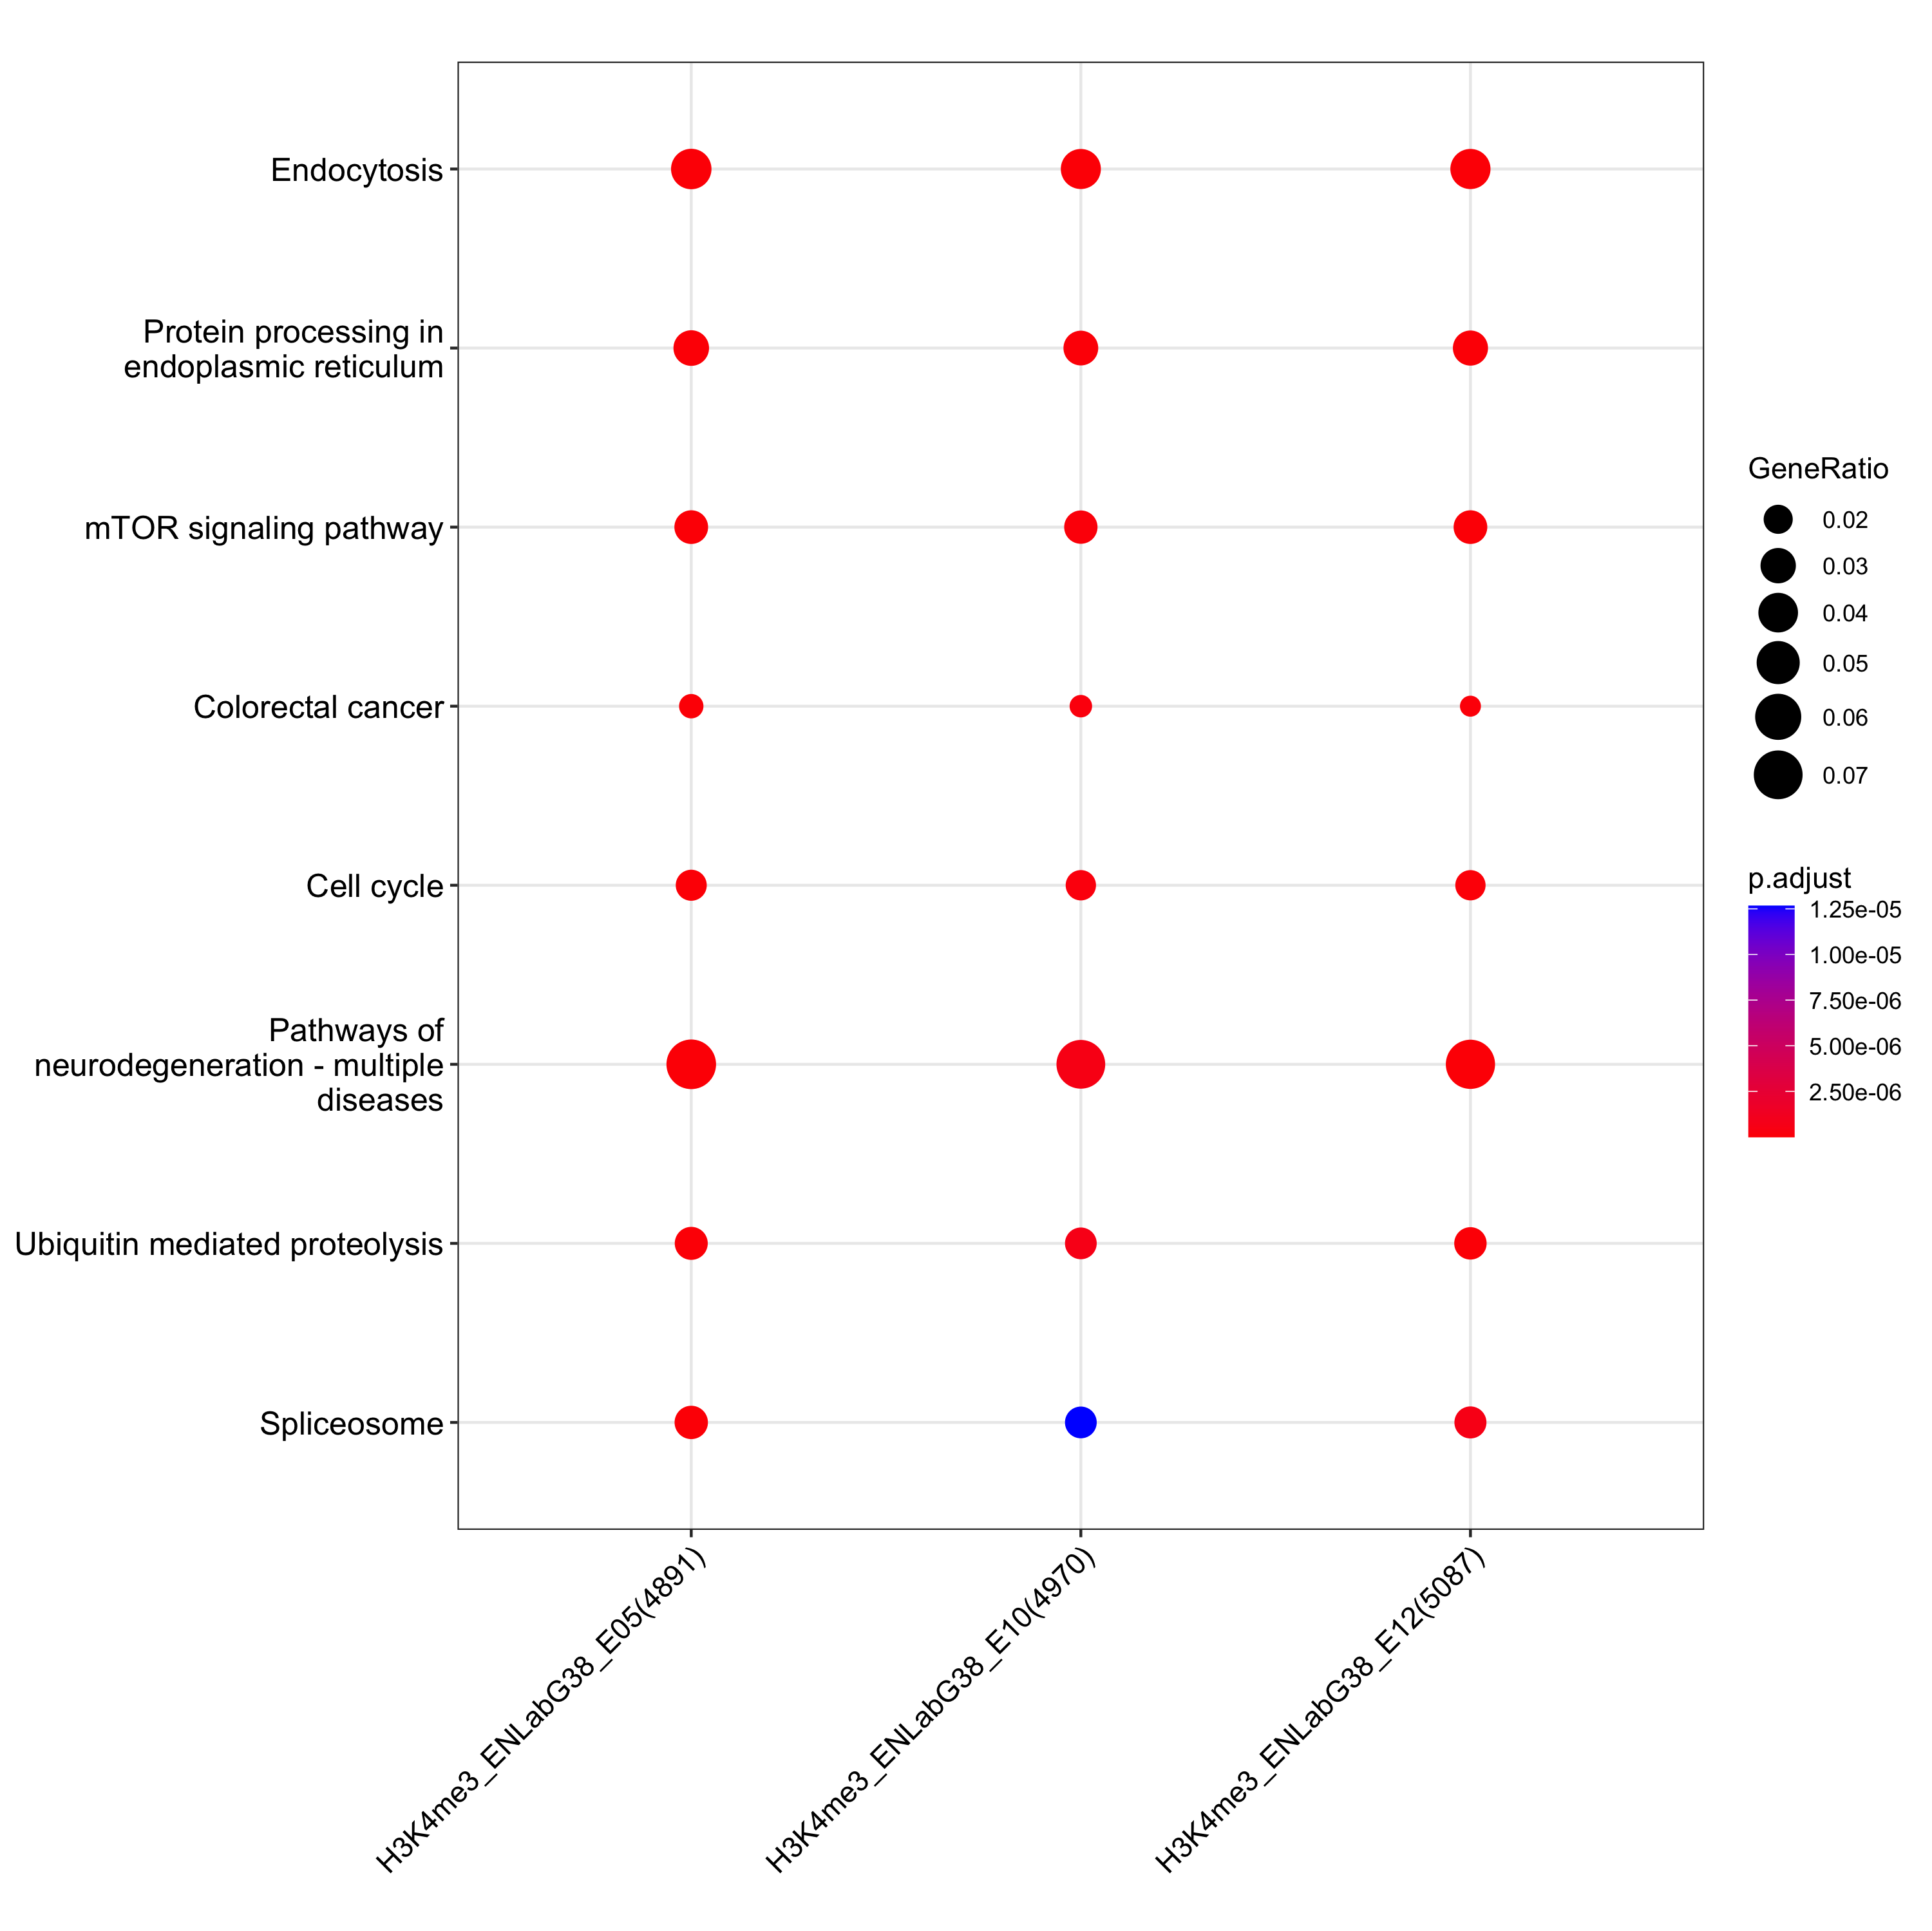 Endocytosis
Protein processing in
endoplasmic reticulum
mTOR signaling pathway
Colorectal cancer
Cell cycle
Pathways of
neurodegeneration - multiple
diseases
Ubiquitin mediated proteolysis
Spliceosome
H3K4me3_ENLabG38_E05(4891)
H3K4me3_ENLabG38_E10(4970)
H3K4me3_ENLabG38_E12(5087)
GeneRatio
0.02
0.03
0.04
0.05
0.06
0.07
p.adjust
1.25e-05
1.00e-05
7.50e-06
5.00e-06
2.50e-06